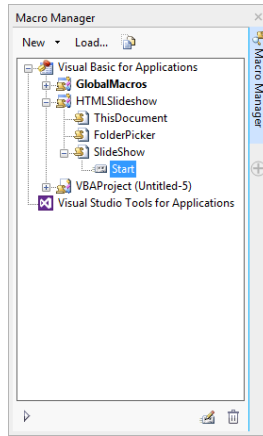 Macro Manager
New
Load...
Visual Basic for Applications
GlobalMacros
HTMLSlideshow
ThisDocument
FolderPicker
SlideShow
Start
VBAProject (Untitled-5)
Visual Studio Tools for Applications
Macro Manager